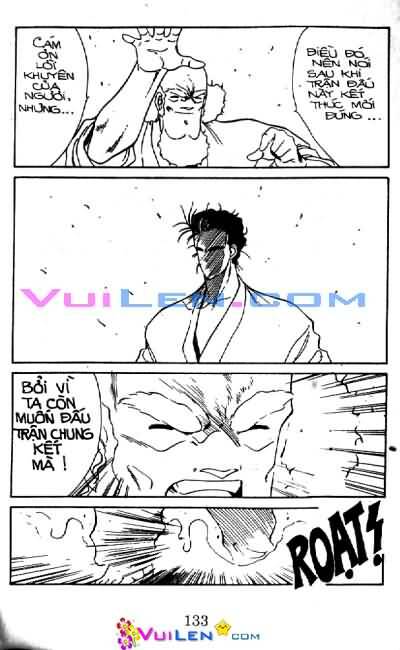 CÁM
ƠN
LỜI
KHUYÊN
CỦA
NGƯƠI,
NHƯNG...
ĐIỀU ĐÓ,
NÊN NÓI
SAU KHI
TRẬN ĐẤU
NÀY KẾT
THÚC MỚI
ĐÚNG...
VUILEN.COM
BỞI VÌ
TA CÒN
MUỐN ĐẤU
TRẬN CHUNG
KẾT
MÀ!
ROẠT!
133
VUILEN
.COM